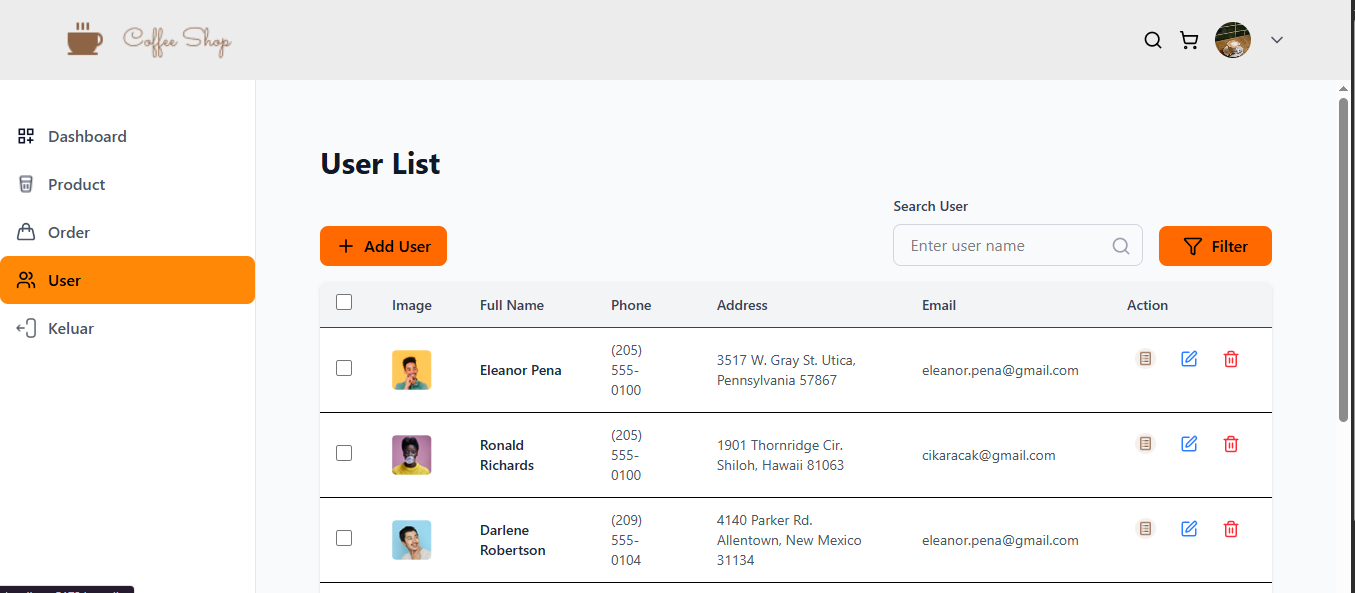 Coffee Shop
Dashboard
Product
Order
User
Keluar
User List
Search User
Add User
Enter user name
Filter
Image Full Name Phone Address Email Action
Eleanor Pena
(205)
555-
0100
3517 W. Gray St. Utica,
Pennsylvania 57867
eleanor.pena@gmail.com
Ronald
Richards
(205)
555-
0100
1901 Thornridge Cir.
Shiloh, Hawaii 81063
cikaracak@gmail.com
Darlene
Robertson
(209)
555-
0104
4140 Parker Rd.
Allentown, New Mexico
31134
eleanor.pena@gmail.com